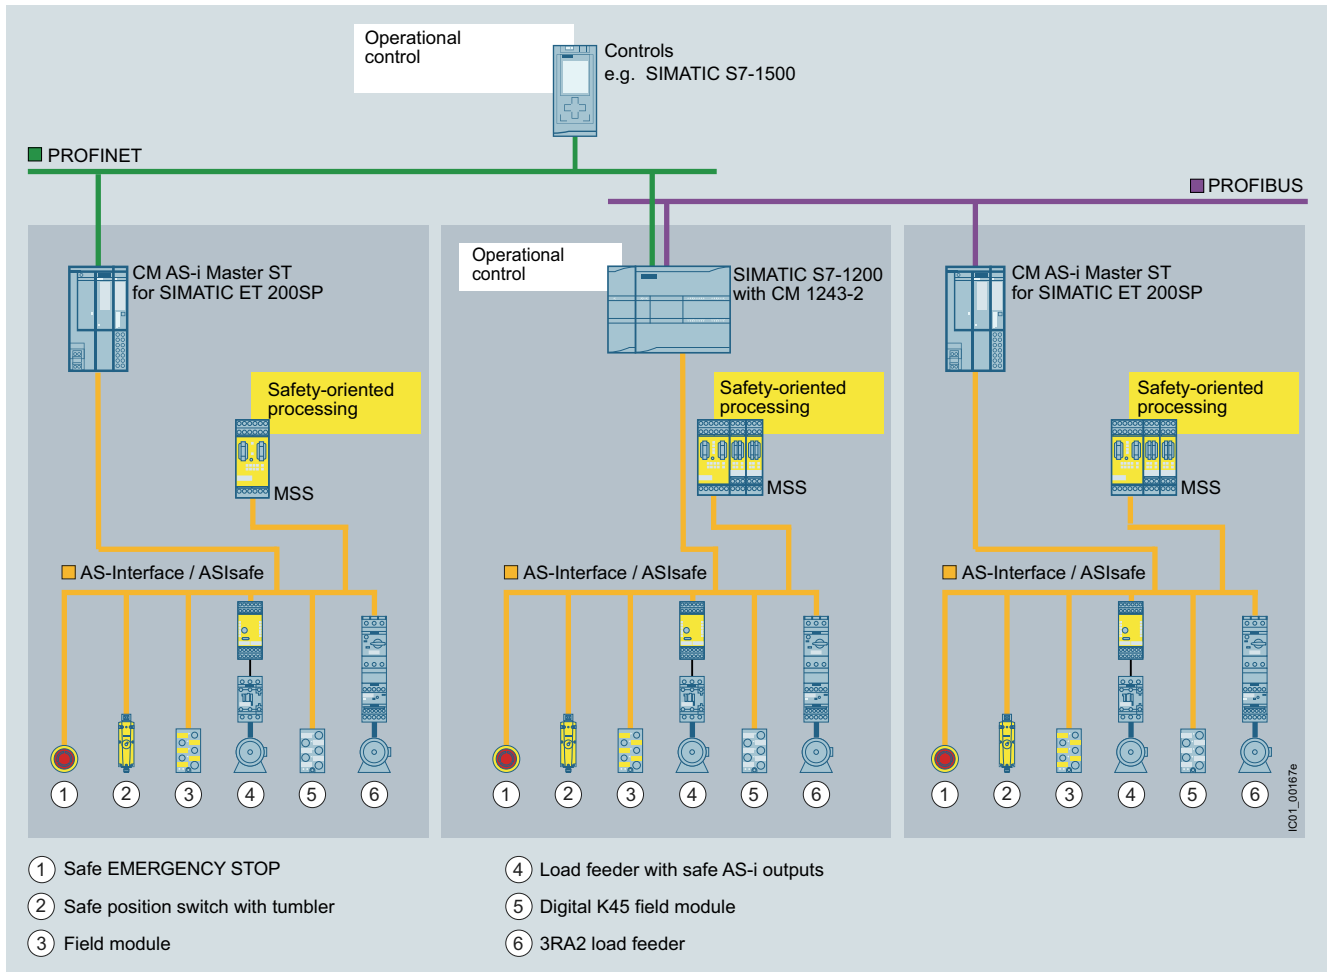 Operational
control
Controls
e.g. SIMATIC S7-1500
PROFINET
PROFIBUS
CM AS-i Master ST
for SIMATIC ET 200SP
Operational
control
SIMATIC S7-1200
with CM 1243-2
CM AS-i Master ST
for SIMATIC ET 200SP
Safety-oriented
processing
MSS
Safety-oriented
processing
MSS
Safety-oriented
processing
MSS
AS-Interface / ASIsafe
AS-Interface / ASIsafe
AS-Interface / ASIsafe
1 2 3 4 5 6
1 2 3 4 5 6
1 2 3 4 5 6
IC01_00167e
1 Safe EMERGENCY STOP
2 Safe position switch with tumbler
3 Field module
4 Load feeder with safe AS-i outputs
5 Digital K45 field module
6 3RA2 load feeder